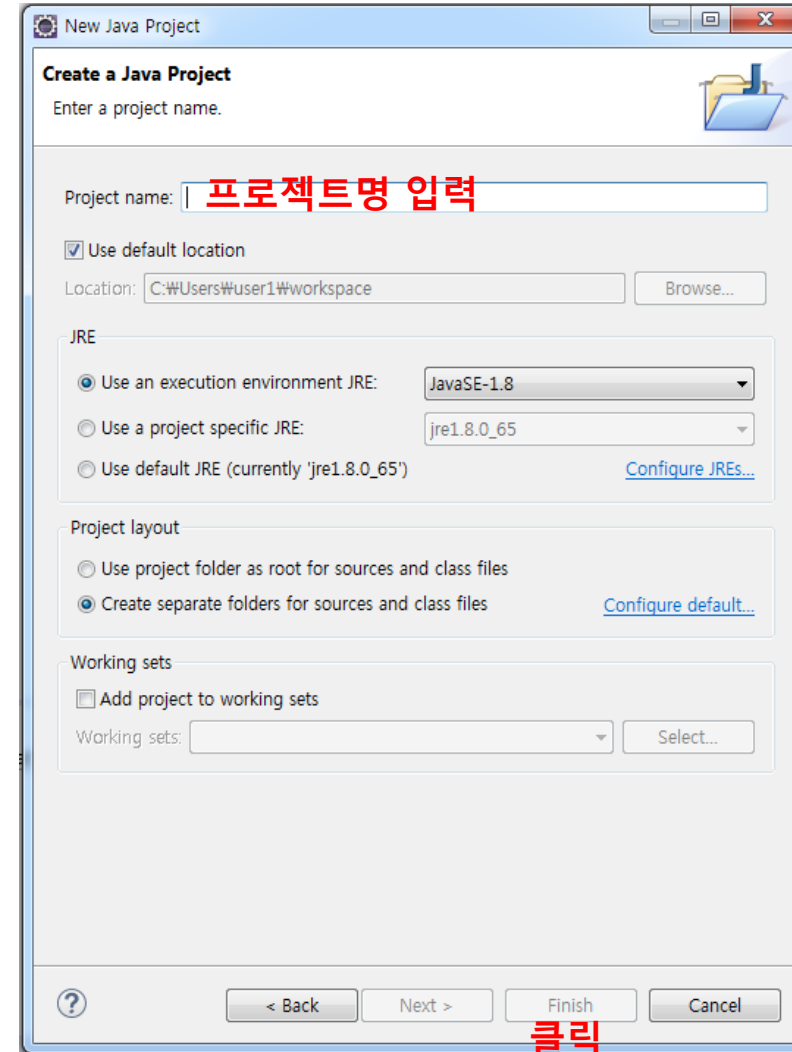 New Java Project
Create a Java Project
Enter a project name.
Project name: 프로젝트명 입력
Use default location
Location: C:₩Users₩user1₩workspace Browse...
JRE
Use an execution environment JRE: JavaSE-1.8
Use a project specific JRE: jre1.8.0_65
Use default JRE (currently 'jre1.8.0_65') Configure JREs...
Project layout
Use project folder as root for sources and class files
Create separate folders for sources and class files Configure default...
Working sets
Add project to working sets
Working sets: Select...
? < Back Next > Finish Cancel
클릭